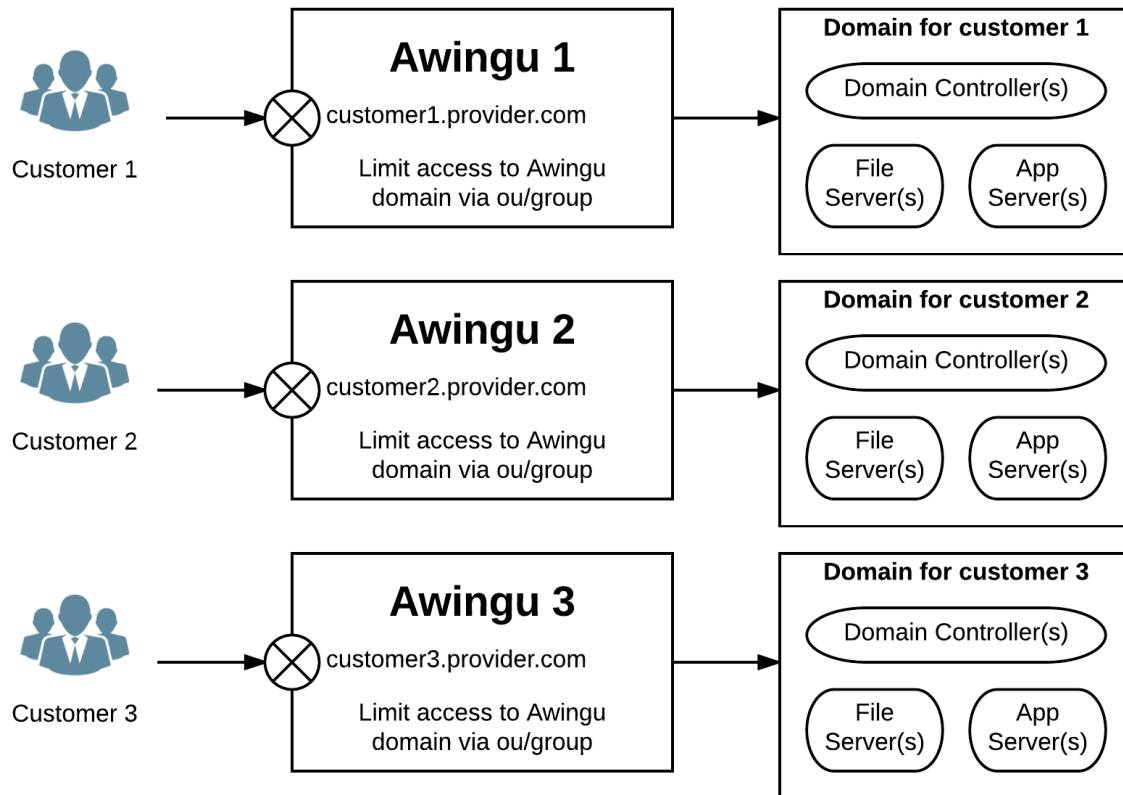 Customer 1
Awingu 1
customer1.provider.com
Limit access to Awingu
domain via ou/group
Domain for customer 1
Domain Controller(s)
File
Server(s)
App
Server(s)
Customer 2
Awingu 2
customer2.provider.com
Limit access to Awingu
domain via ou/group
Domain for customer 2
Domain Controller(s)
File
Server(s)
App
Server(s)
Customer 3
Awingu 3
customer3.provider.com
Limit access to Awingu
domain via ou/group
Domain for customer 3
Domain Controller(s)
File
Server(s)
App
Server(s)